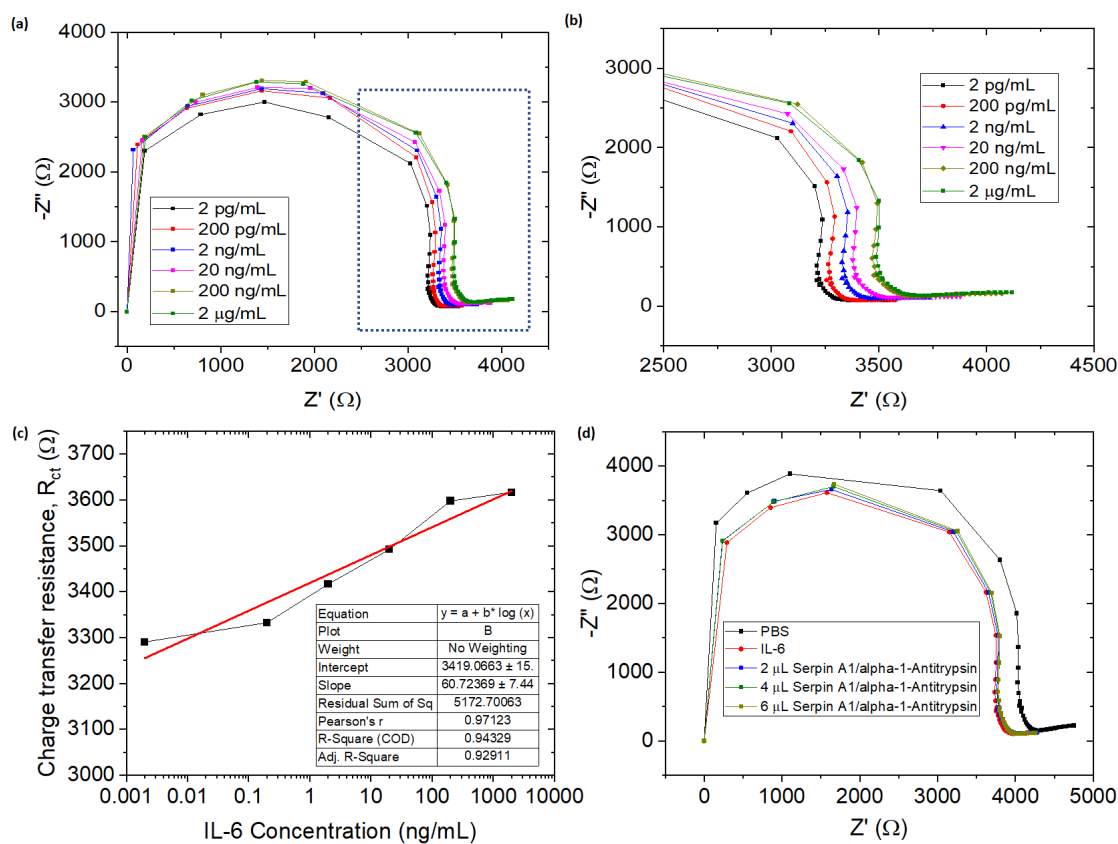 (a)
4000
3000
2000
1000
0
-Z'' (Ω)
0 1000 2000 3000 4000
Z' (Ω)
2 pg/mL
200 pg/mL
2 ng/mL
20 ng/mL
200 ng/mL
2 μg/mL
(b)
3000
2000
1000
0
-Z'' (Ω)
2500 3000 3500 4000 4500
Z' (Ω)
2 pg/mL
200 pg/mL
2 ng/mL
20 ng/mL
200 ng/mL
2 μg/mL
(c)
3700
3600
3500
3400
3300
3200
3100
3000
Charge transfer resistance, Rct (Ω)
0.001 0.01 0.1 1 10 100 1000 10000
IL-6 Concentration (ng/mL)
Equation y = a + b* log (x)
Plot B
Weight No Weighting
Intercept 3419.0663 ± 15.
Slope 60.72369 ± 7.44
Residual Sum of Sq 5172.70063
Pearson's r 0.97123
R-Square (COD) 0.94329
Adj. R-Square 0.92911
(d)
4000
3000
2000
1000
0
-Z'' (Ω)
0 1000 2000 3000 4000 5000
Z' (Ω)
PBS
IL-6
2 μL Serpin A1/alpha-1-Antitrypsin
4 μL Serpin A1/alpha-1-Antitrypsin
6 μL Serpin A1/alpha-1-Antitrypsin